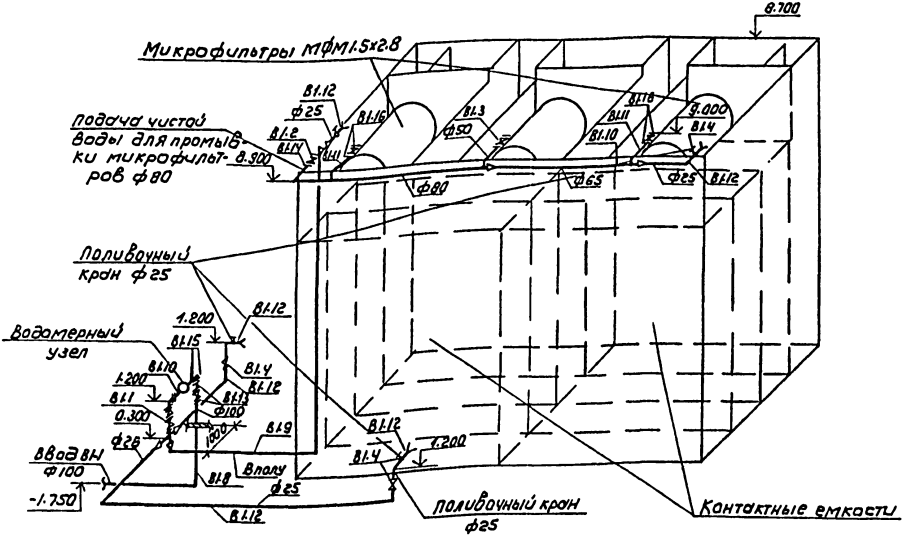 8.700
Микрофильтры МФМ1.5х2.8
В1.12
ф25
В1.16
В1.3
ф50
В1.18
В1.11
В1.10
9.000
В1.4
Подача чистой
воды для промыв-
ки микрофильт-
ров ф80
В1.2
В1.14
В1.1
8.300
ф80
ф65
ф25
В1.12
Поливочный
кран ф25
1.200
В1.12
Водомерный
узел
В1.15
В1.10
1.200
В1.1
0.300
ф25
В1.4
В1.12
В1.13
ф100
1000
В1.9
Ввод ВН
ф100
-1.750
В1.8
В полу
ф25
В1.12
В1.12
В1.4
1.200
Поливочный кран
ф25
Контактные емкости